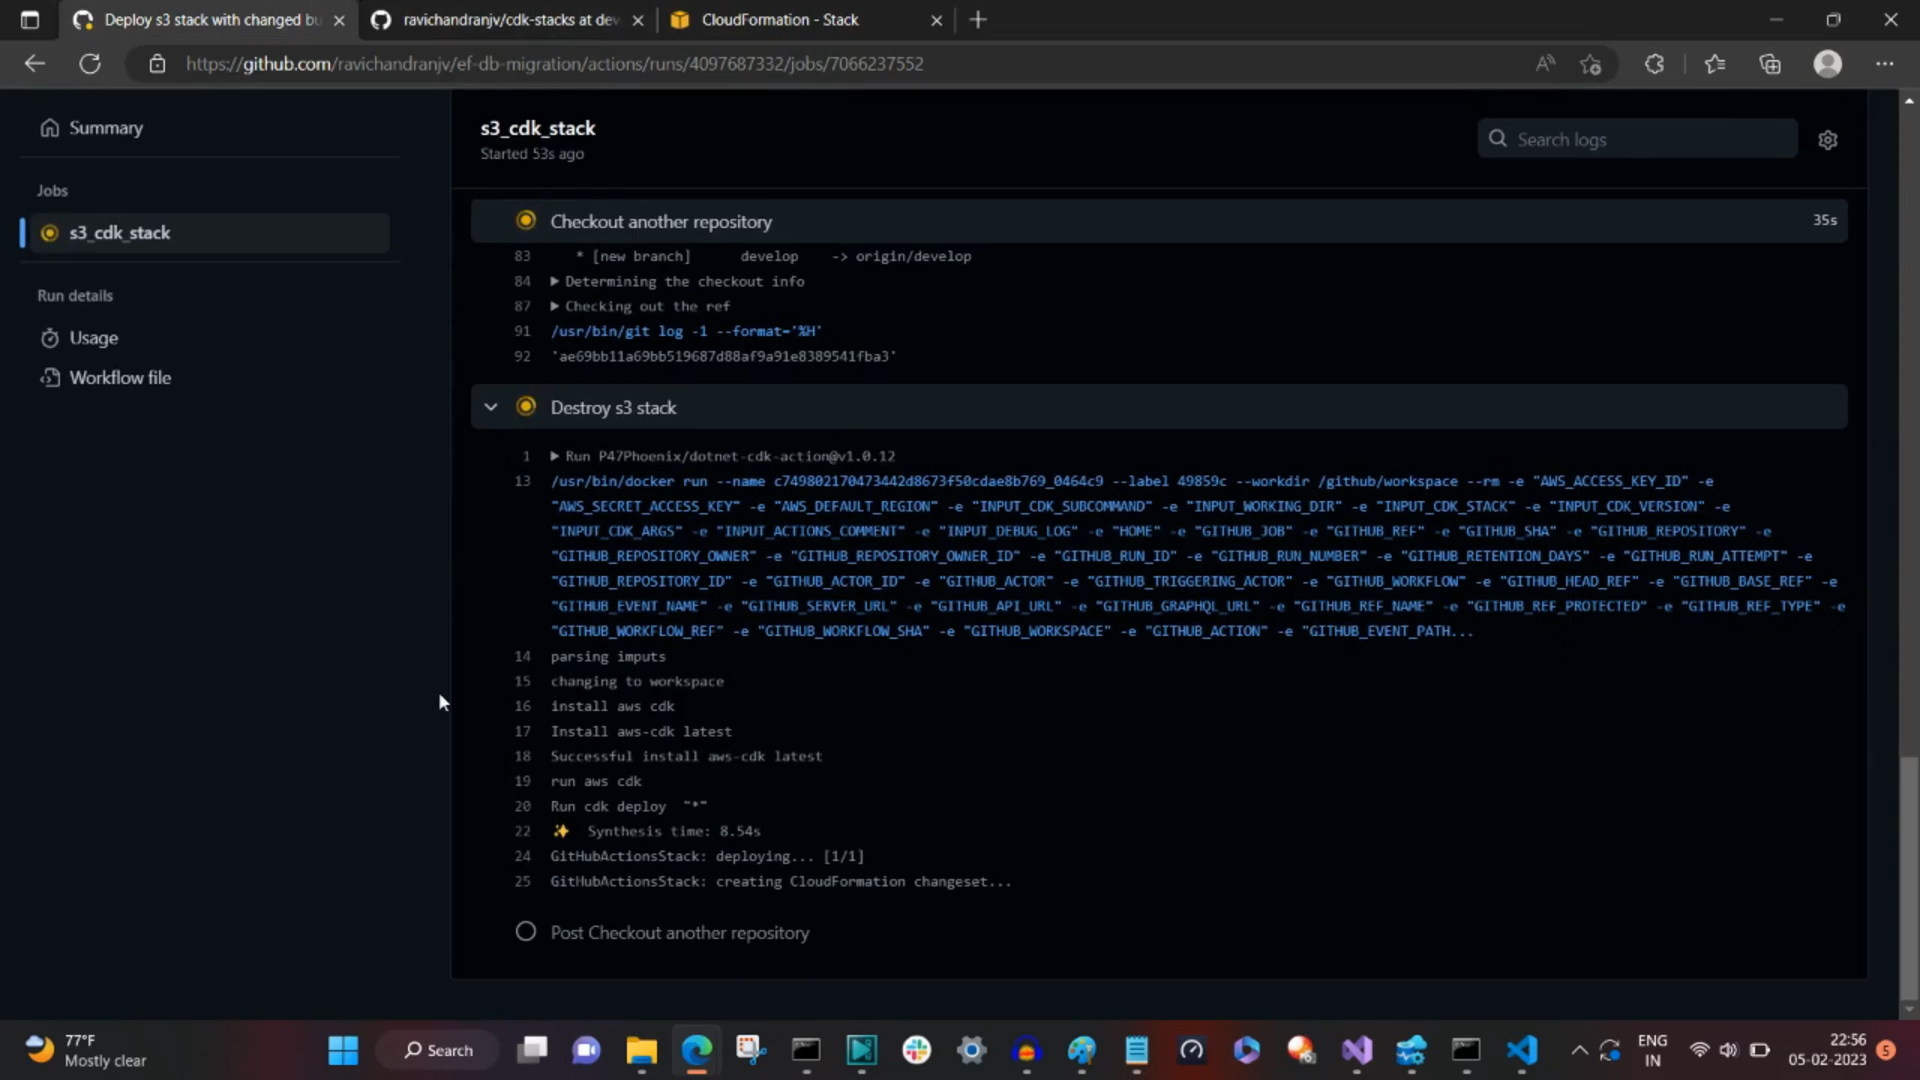 Deploy s3 stack with changed bu
ravichandranjv/cdk-stacks at dev
CloudFormation - Stack
https://github.com/ravichandranjv/ef-db-migration/actions/runs/4097687332/jobs/7066237552
Summary
Jobs
s3_cdk_stack
Run details
Usage
Workflow file
s3_cdk_stack
Started 53s ago
Search logs
Checkout another repository
35s
83 * [new branch] develop -> origin/develop
84 Determining the checkout info
87 Checking out the ref
91 /usr/bin/git log -1 --format='%H'
92 'ae69bb11a69bb519687d88af9a91e8389541fba3'
Destroy s3 stack
1 Run P47Phoenix/dotnet-cdk-action@v1.0.12
13 /usr/bin/docker run --name c749802170473442d8673f50cdae8b769_0464c9 --label 49859c --workdir /github/workspace --rm -e "AWS_ACCESS_KEY_ID" -e
"AWS_SECRET_ACCESS_KEY" -e "AWS_DEFAULT_REGION" -e "INPUT_CDK_SUBCOMMAND" -e "INPUT_WORKING_DIR" -e "INPUT_CDK_STACK" -e "INPUT_CDK_VERSION" -e
"INPUT_CDK_ARGS" -e "INPUT_ACTIONS_COMMENT" -e "INPUT_DEBUG_LOG" -e "HOME" -e "GITHUB_JOB" -e "GITHUB_REF" -e "GITHUB_SHA" -e "GITHUB_REPOSITORY" -e
"GITHUB_REPOSITORY_OWNER" -e "GITHUB_REPOSITORY_OWNER_ID" -e "GITHUB_RUN_ID" -e "GITHUB_RUN_NUMBER" -e "GITHUB_RETENTION_DAYS" -e "GITHUB_RUN_ATTEMPT" -e
"GITHUB_REPOSITORY_ID" -e "GITHUB_ACTOR_ID" -e "GITHUB_ACTOR" -e "GITHUB_TRIGGERING_ACTOR" -e "GITHUB_WORKFLOW" -e "GITHUB_HEAD_REF" -e "GITHUB_BASE_REF" -e
"GITHUB_EVENT_NAME" -e "GITHUB_SERVER_URL" -e "GITHUB_API_URL" -e "GITHUB_GRAPHQL_URL" -e "GITHUB_REF_NAME" -e "GITHUB_REF_PROTECTED" -e "GITHUB_REF_TYPE" -e
"GITHUB_WORKFLOW_REF" -e "GITHUB_WORKFLOW_SHA" -e "GITHUB_WORKSPACE" -e "GITHUB_ACTION" -e "GITHUB_EVENT_PATH...
14 parsing imputs
15 changing to workspace
16 install aws cdk
17 Install aws-cdk latest
18 Successful install aws-cdk latest
19 run aws cdk
20 Run cdk deploy "*"
22 ✨ Synthesis time: 8.54s
24 GitHubActionsStack: deploying... [1/1]
25 GitHubActionsStack: creating CloudFormation changeset...
Post Checkout another repository
77°F
Mostly clear
Search
ENG
IN
22:56
05-02-2023
5